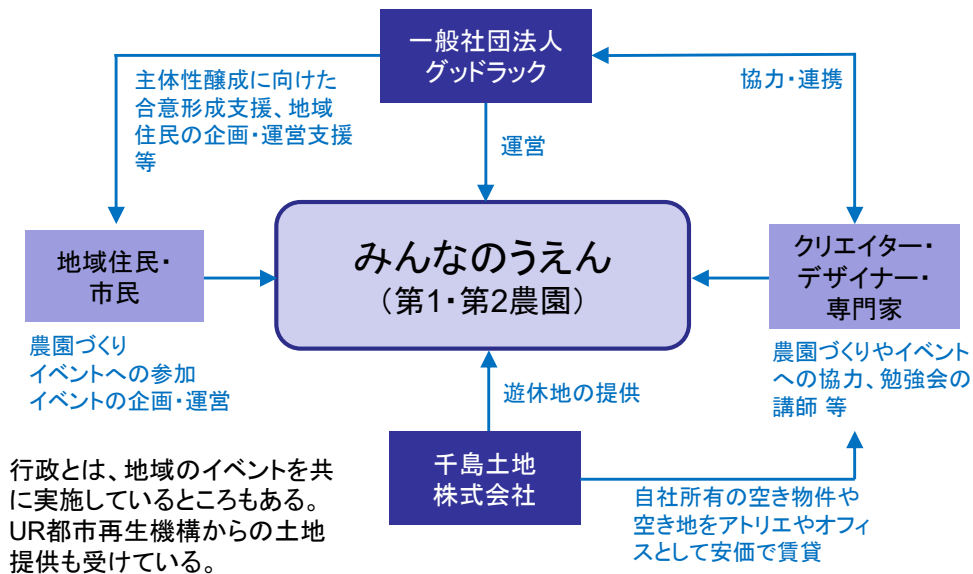 一般社団法人
グッドラック
主体性醸成に向けた
合意形成支援、地域
住民の企画・運営支援
等
協力・連携
運営
地域住民・
市民
みんなのうえん
（第1・第2農園）
クリエイター・
デザイナー・
専門家
農園づくり
イベントへの参加
イベントの企画・運営
農園づくりやイベント
への協力、勉強会の
講師 等
遊休地の提供
千島土地
株式会社
行政とは、地域のイベントを共
に実施しているところもある。
UR都市再生機構からの土地
提供も受けている。
自社所有の空き物件や
空き地をアトリエやオフィ
スとして安価で賃貸